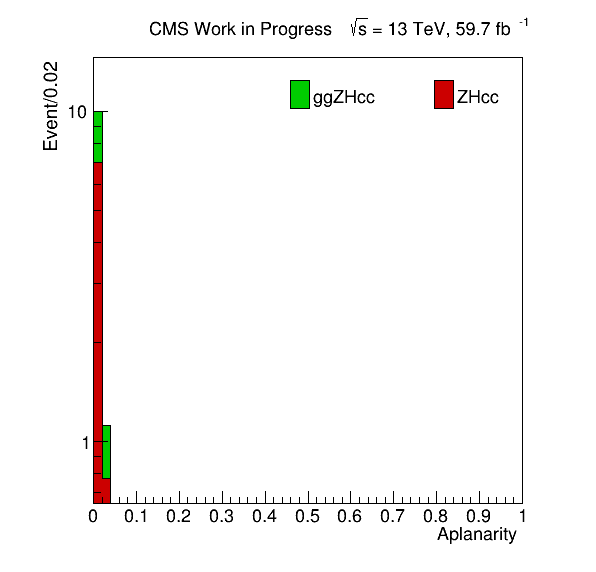 CMS Work in Progress √s = 13 TeV, 59.7 fb -1
Event/0.02
10
1
ggZHcc ZHcc
0 0.1 0.2 0.3 0.4 0.5 0.6 0.7 0.8 0.9 1
Aplanarity